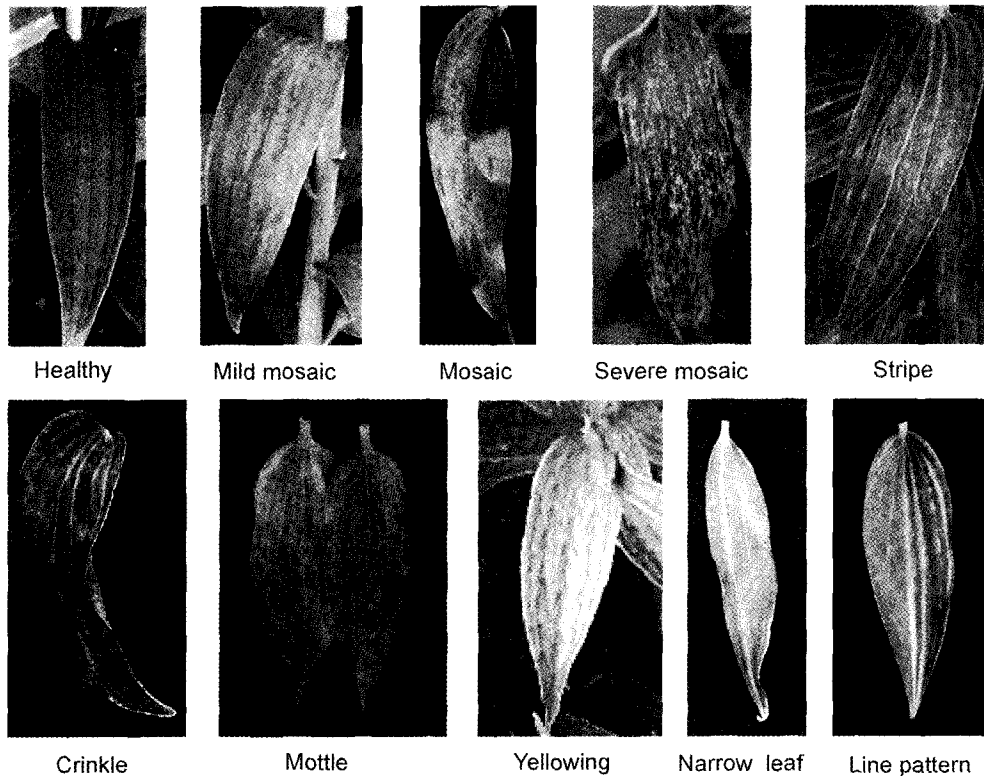 Healthy
Mild mosaic
Mosaic
Severe mosaic
Stripe
Crinkle
Mottle
Yellowing
Narrow leaf
Line pattern